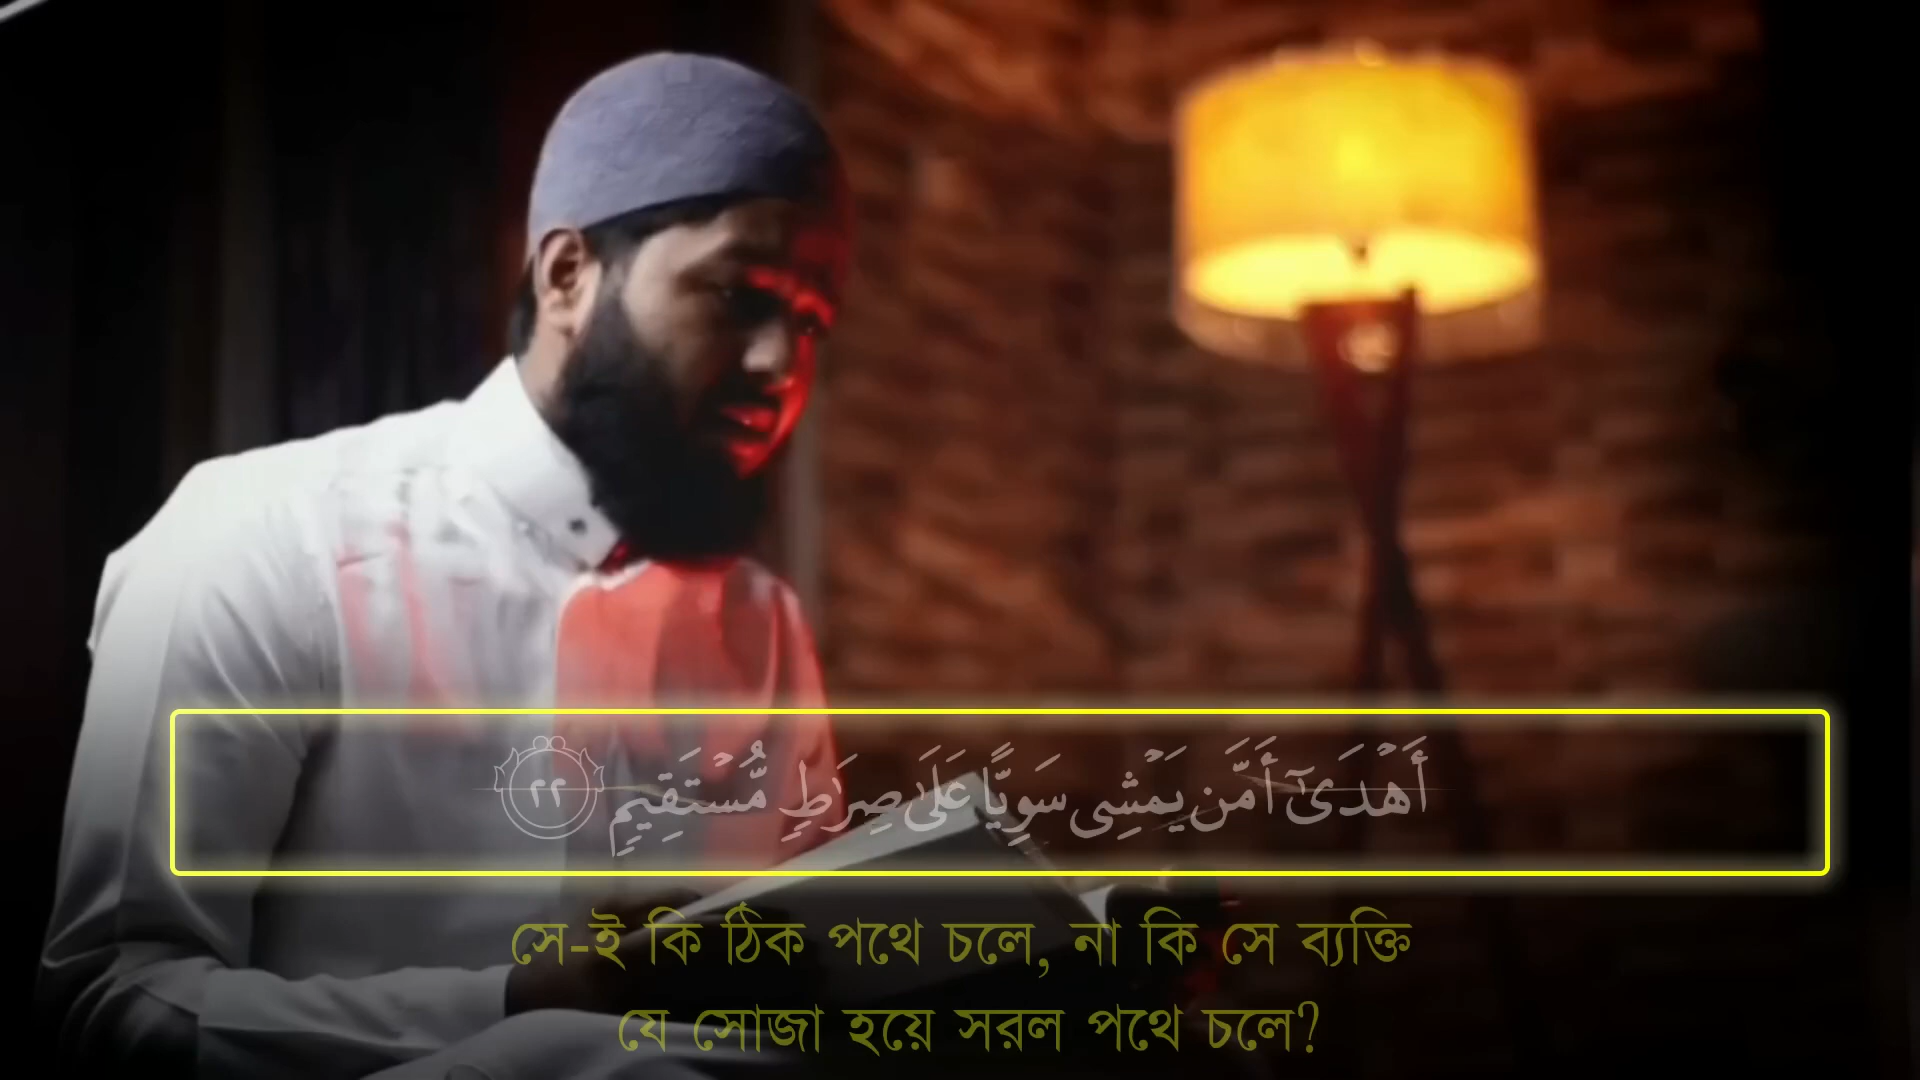 أَهۡدَىٰٓ أَمَّن يَمۡشِي سَوِيًّا عَلَىٰ صِرَٰطٖ مُّسۡتَقِيمٖ ٢٢
সে-ই কি ঠিক পথে চলে, না কি সে ব্যক্তি
যে সোজা হয়ে সরল পথে চলে?